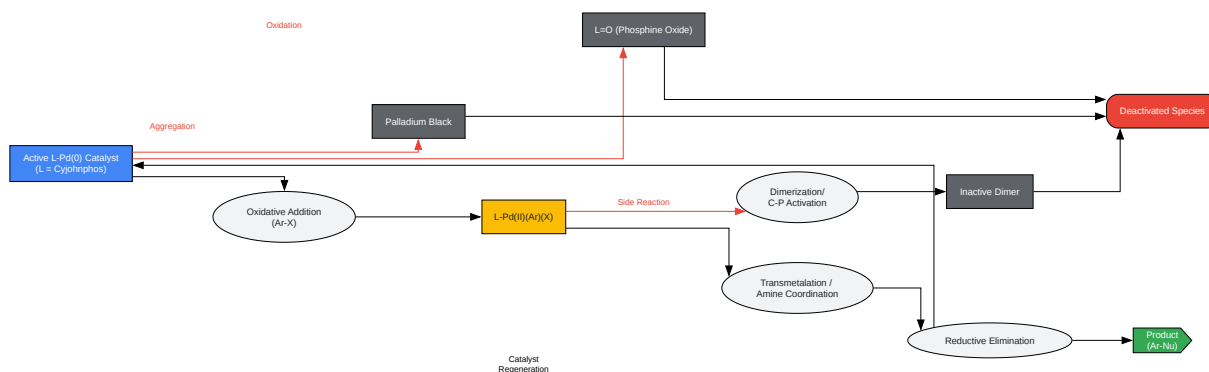 Oxidation
L=O (Phosphine Oxide)
Palladium Black
Deactivated Species
Aggregation
Active L-Pd(0) Catalyst
(L = Cyjohnphos)
Oxidative Addition
(Ar-X)
L-Pd(II)(Ar)(X)
Side Reaction
Dimerization/
C-P Activation
Inactive Dimer
Transmetalation /
Amine Coordination
Reductive Elimination
Product
(Ar-Nu)
Catalyst
Regeneration